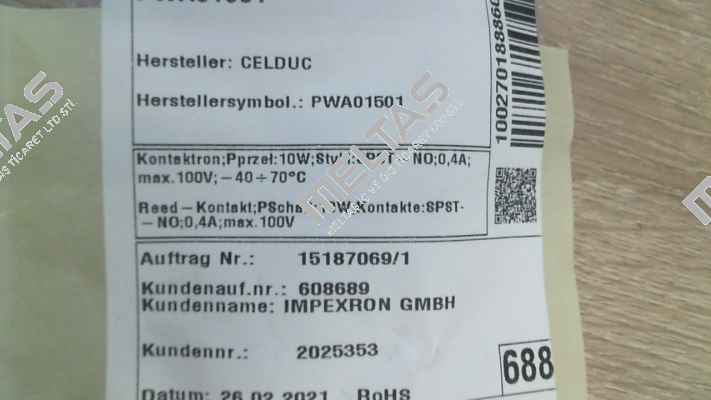 Hersteller: CELDUC
Herstellersymbol.: PWA01501
Kontaktron;Pprzeł:10W;Styki:SPST-NO;0,4A;
max.100V;-40÷70°C
Reed-Kontakt;PSchalt:10W;Kontakte:SPST-
-NO;0,4A;max.100V
Auftrag Nr.: 15187069/1
Kundenauf.nr.: 608689
Kundenname: IMPEXRON GMBH
Kundennr.: 2025353
688
Datum: 26.02.2021 RoHS
100270188860
MELTAS